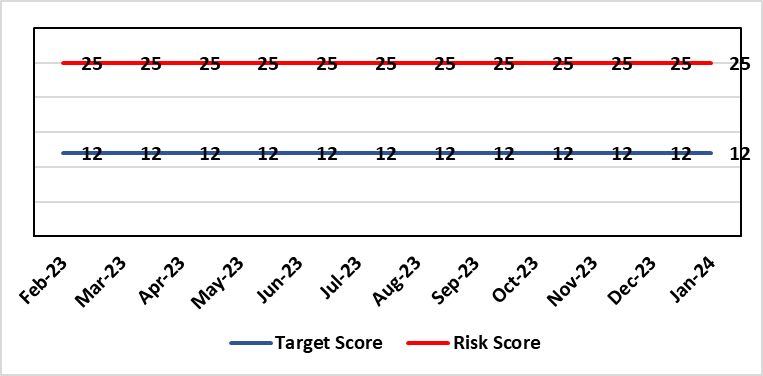 25 25 25 25 25 25 25 25 25 25 25 25
12 12 12 12 12 12 12 12 12 12 12 12
Feb-23 Mar-23 Apr-23 May-23 Jun-23 Jul-23 Aug-23 Sep-23 Oct-23 Nov-23 Dec-23 Jan-24
Target Score Risk Score